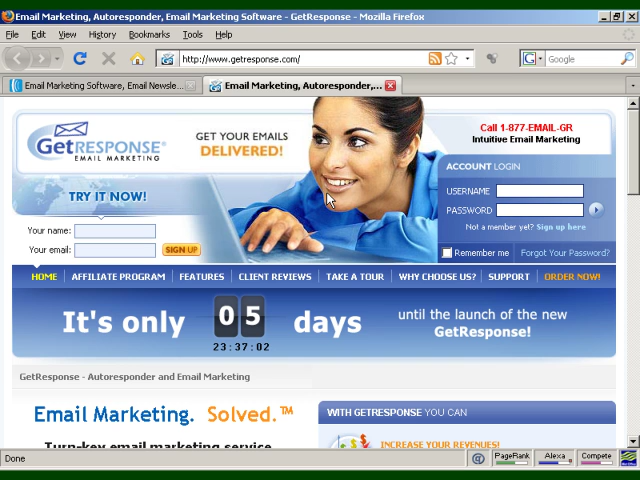 Email Marketing, Autoresponder, Email Marketing Software - GetResponse - Mozilla Firefox
File Edit View History Bookmarks Tools Help
http://www.getresponse.com/
G Google
Email Marketing Software, Email Newsle...
Email Marketing, Autoresponder,...
GETRESPONSE®
EMAIL MARKETING
GET YOUR EMAILS
DELIVERED!
Call 1-877-EMAIL-GR
Intuitive Email Marketing
ACCOUNT LOGIN
USERNAME
PASSWORD
Not a member yet? Sign up here
Remember me Forgot Your Password?
TRY IT NOW!
Your name:
Your email:
SIGN UP
HOME AFFILIATE PROGRAM FEATURES CLIENT REVIEWS TAKE A TOUR WHY CHOOSE US? SUPPORT ORDER NOW!
It's only 05 days
23:37:02
until the launch of the new
GetResponse!
GetResponse - Autoresponder and Email Marketing
Email Marketing. Solved.™
Turn-key email marketing service
WITH GETRESPONSE YOU CAN
INCREASE YOUR REVENUES!
Done
PageRank Alexa Compete